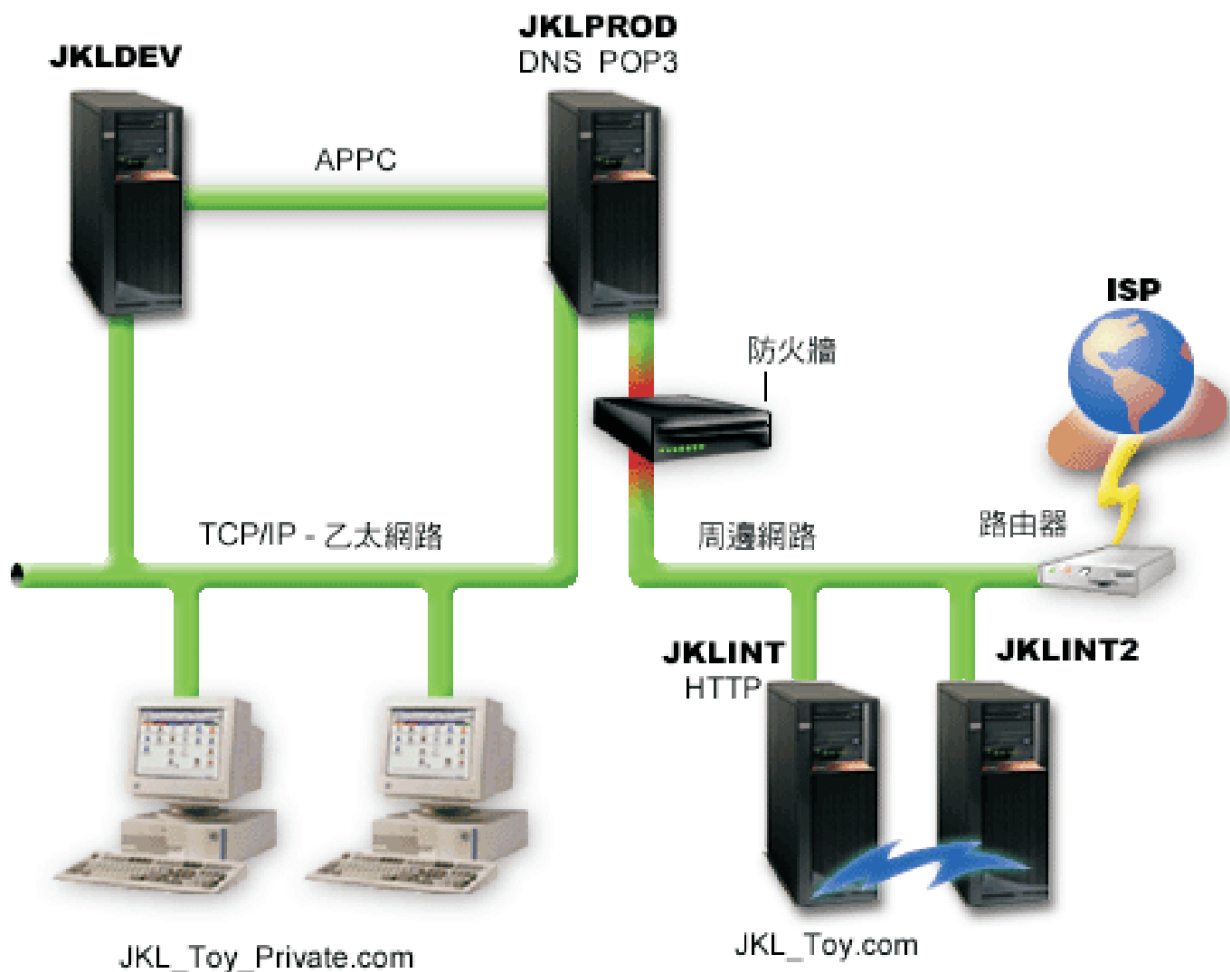 JKLPROD
DNS POP3
JKLDEV
APPC
ISP
防火牆
TCP/IP - 乙太網路
周邊網路
路由器
JKLINT
HTTP
JKLINT2
JKL_Toy_Private.com
JKL_Toy.com